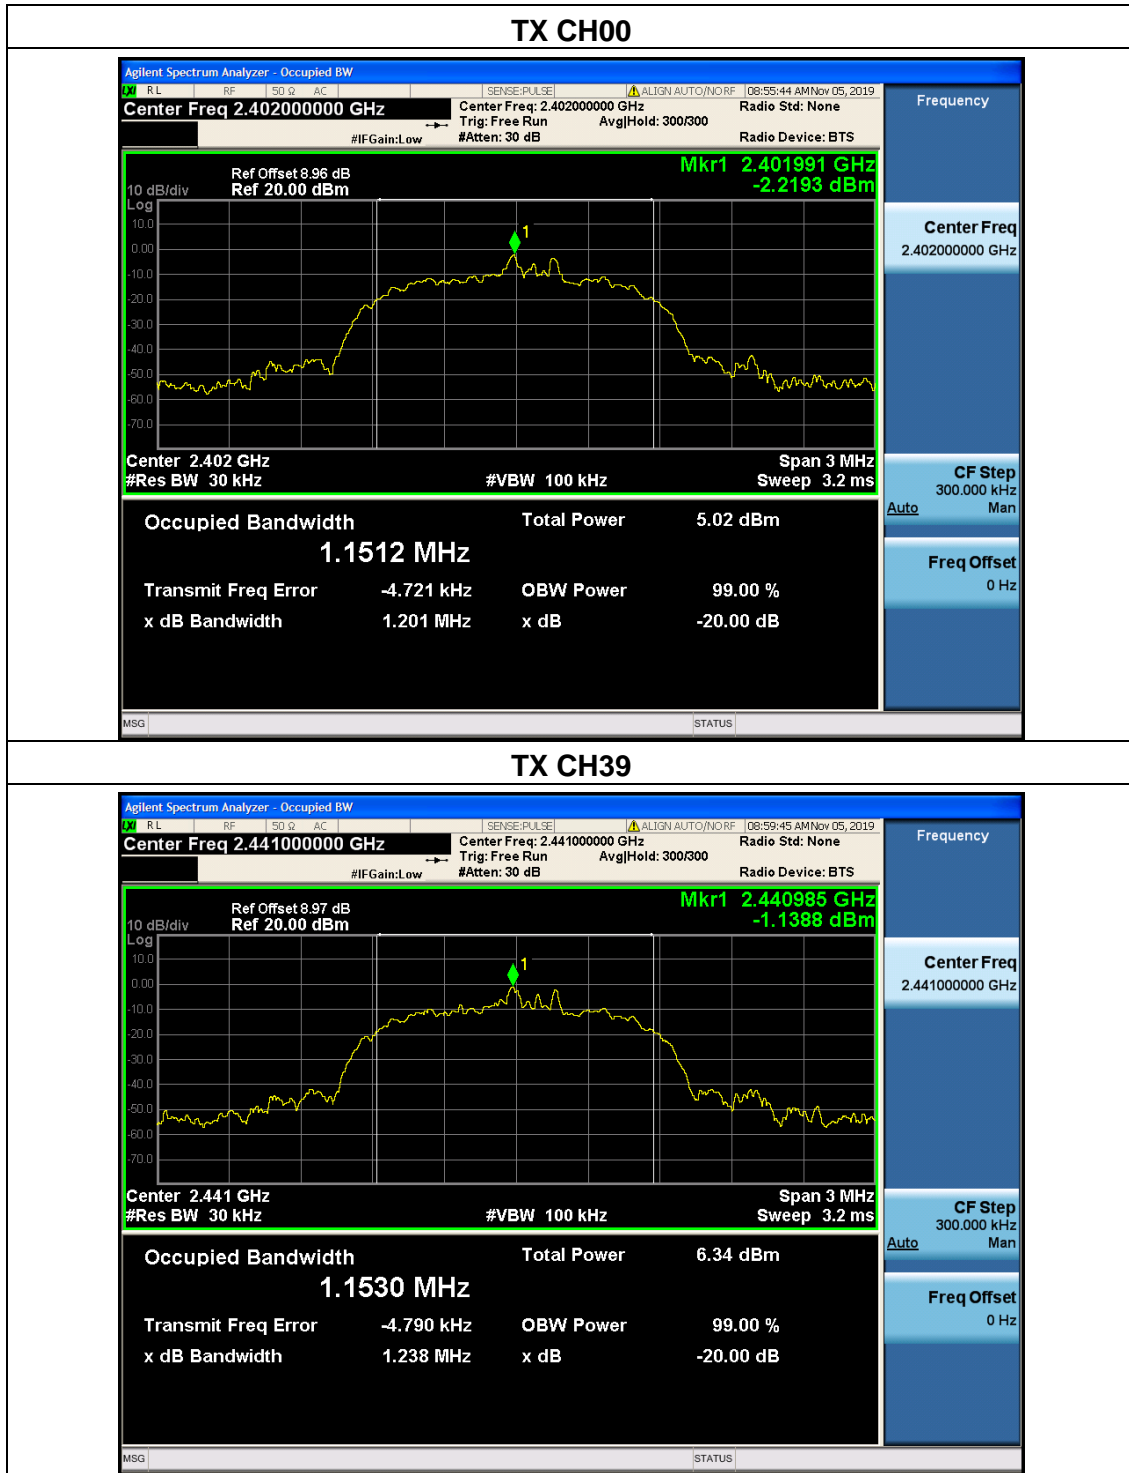 TX CH00
Agilent Spectrum Analyzer - Occupied BW
LXI RL RF 50 Ω AC SENSE:PULSE ALIGN AUTO/NO RF 08:55:44 AM Nov 05, 2019
Center Freq 2.402000000 GHz
Center Freq: 2.402000000 GHz Radio Std: None
Trig: Free Run Avg|Hold: 300/300
#IFGain:Low #Atten: 30 dB Radio Device: BTS
Frequency
Mkr1 2.401991 GHz
-2.2193 dBm
Ref Offset 8.96 dB
10 dB/div Ref 20.00 dBm
Log
10.0
0.00
-10.0
-20.0
-30.0
-40.0
-50.0
-60.0
-70.0
1
Center 2.402 GHz Span 3 MHz
#Res BW 30 kHz #VBW 100 kHz Sweep 3.2 ms
Center Freq
2.402000000 GHz
CF Step
300.000 kHz
Auto Man
Freq Offset
0 Hz
Occupied Bandwidth Total Power 5.02 dBm
1.1512 MHz
Transmit Freq Error -4.721 kHz OBW Power 99.00 %
x dB Bandwidth 1.201 MHz x dB -20.00 dB
MSG STATUS
TX CH39
Agilent Spectrum Analyzer - Occupied BW
LXI RL RF 50 Ω AC SENSE:PULSE ALIGN AUTO/NO RF 08:59:45 AM Nov 05, 2019
Center Freq 2.441000000 GHz
Center Freq: 2.441000000 GHz Radio Std: None
Trig: Free Run Avg|Hold: 300/300
#IFGain:Low #Atten: 30 dB Radio Device: BTS
Frequency
Mkr1 2.440985 GHz
-1.1388 dBm
Ref Offset 8.97 dB
10 dB/div Ref 20.00 dBm
Log
10.0
0.00
-10.0
-20.0
-30.0
-40.0
-50.0
-60.0
-70.0
1
Center 2.441 GHz Span 3 MHz
#Res BW 30 kHz #VBW 100 kHz Sweep 3.2 ms
Center Freq
2.441000000 GHz
CF Step
300.000 kHz
Auto Man
Freq Offset
0 Hz
Occupied Bandwidth Total Power 6.34 dBm
1.1530 MHz
Transmit Freq Error -4.790 kHz OBW Power 99.00 %
x dB Bandwidth 1.238 MHz x dB -20.00 dB
MSG STATUS